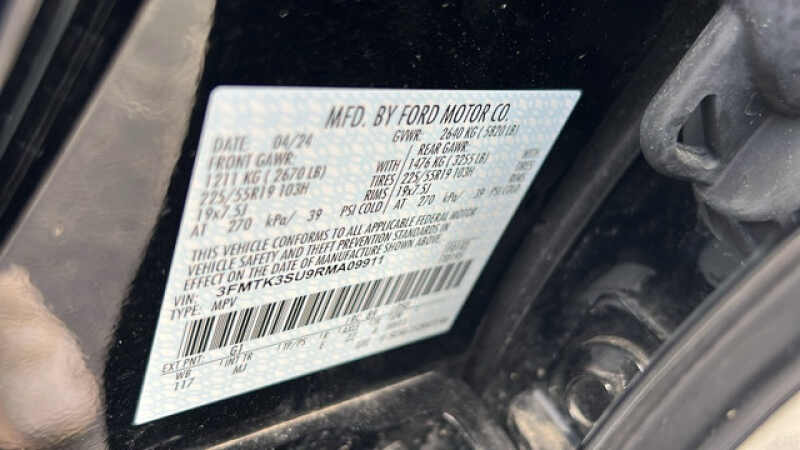 MFD. BY FORD MOTOR CO.
DATE: 04/24 GVWR: 2640 KG ( 5820 LB)
FRONT GAWR: REAR GAWR:
1211 KG ( 2670 LB) WITH 1476 KG ( 3255 LB)
225/55R19 103H TIRES 225/55R19 103H
19x7.5J RIMS 19x7.5J
AT 270 kPa/ 39 PSI COLD AT 270 kPa/ 39 PSI COLD
THIS VEHICLE CONFORMS TO ALL APPLICABLE FEDERAL MOTOR
VEHICLE SAFETY AND THEFT PREVENTION STANDARDS IN
EFFECT ON THE DATE OF MANUFACTURE SHOWN ABOVE.
VIN: 3FMTK3SU9RMA09911
TYPE: MPV
EXT PNT: G1
WB INT TR
117 MJ